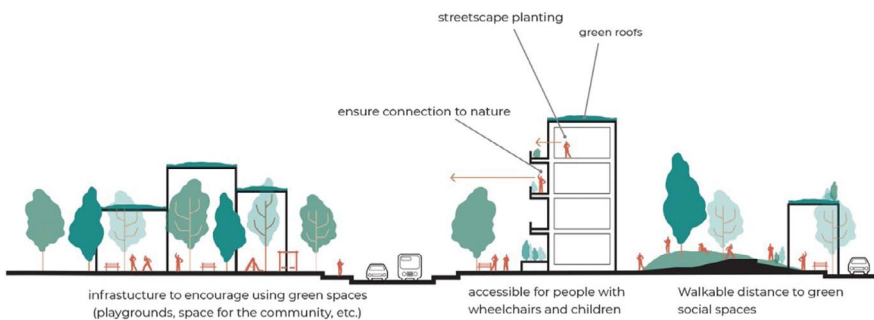 streetscape planting
green roofs
ensure connection to nature
infrastucture to encourage using green spaces
(playgrounds, space for the community, etc.)
accessible for people with
wheelchairs and children
Walkable distance to green
social spaces